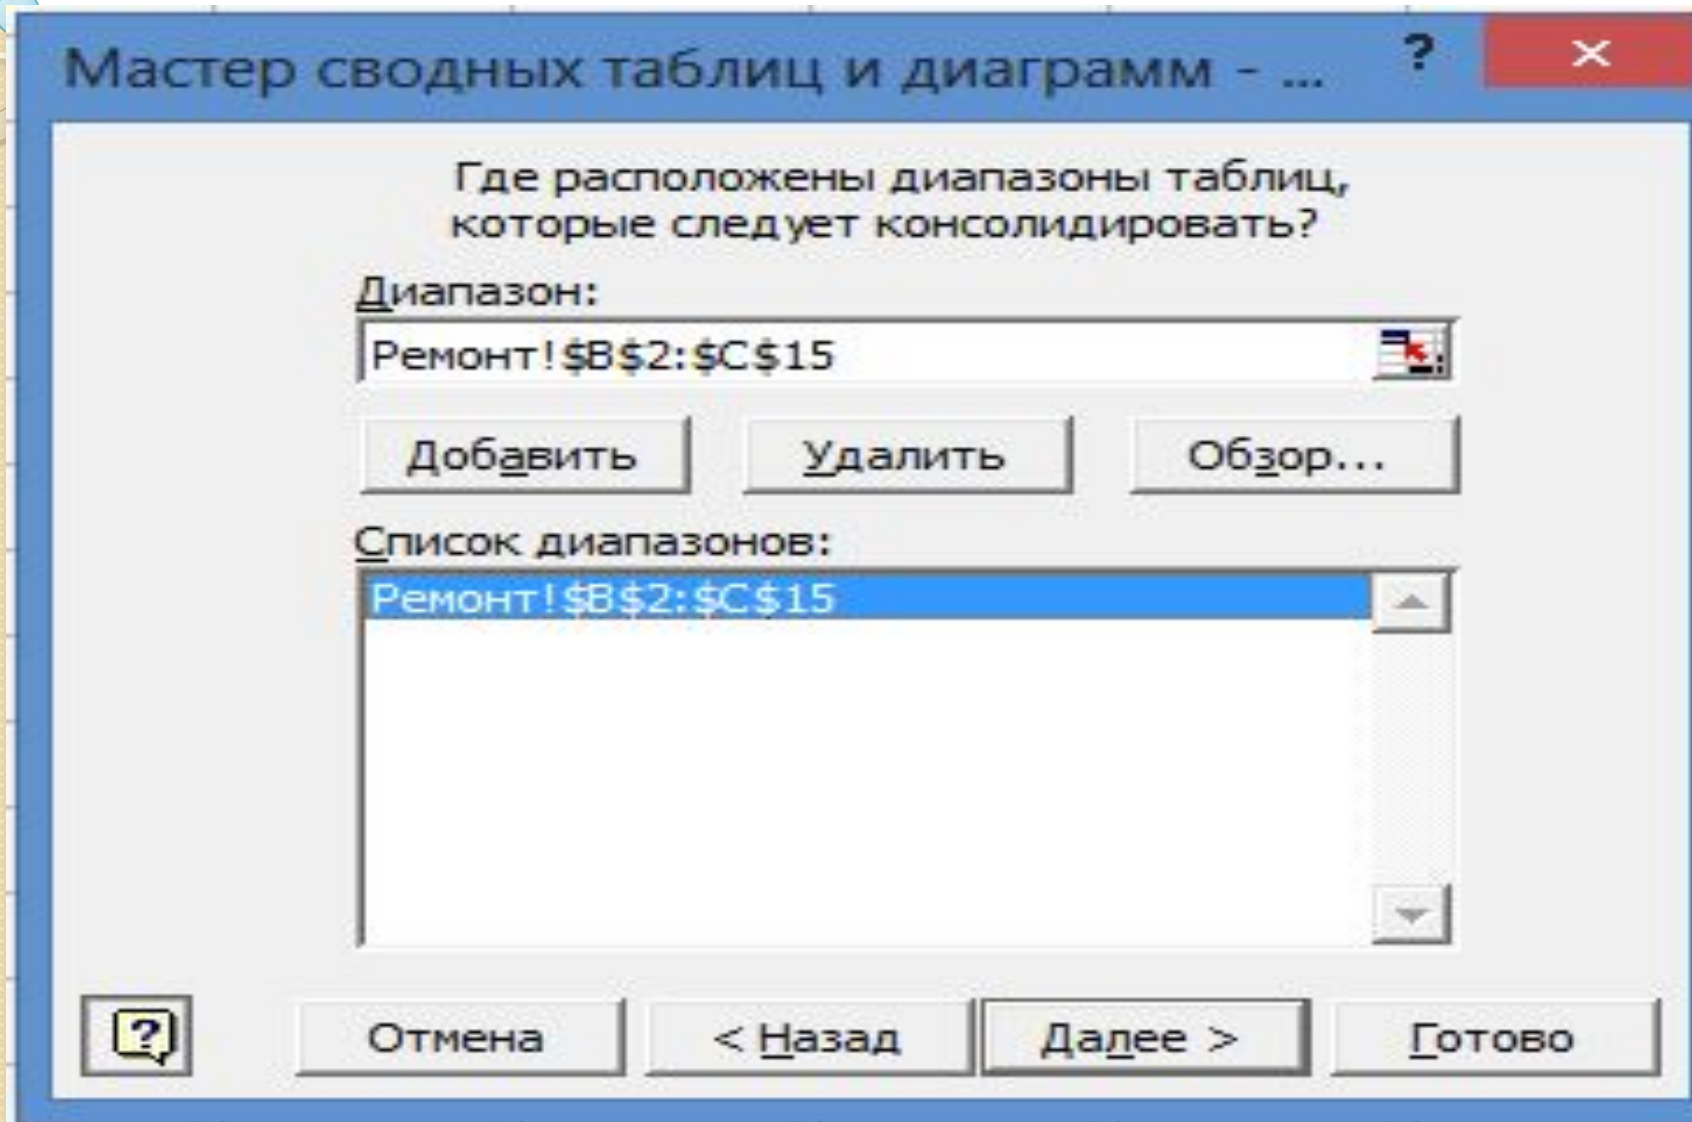 Мастер сводных таблиц и диаграмм - ...
?
Где расположены диапазоны таблиц,
которые следует консолидировать?
Диапазон:
Ремонт!$B$2:$C$15
Добавить Удалить Обзор...
Список диапазонов:
Ремонт!$B$2:$C$15
? Отмена < Назад Далее > Готово